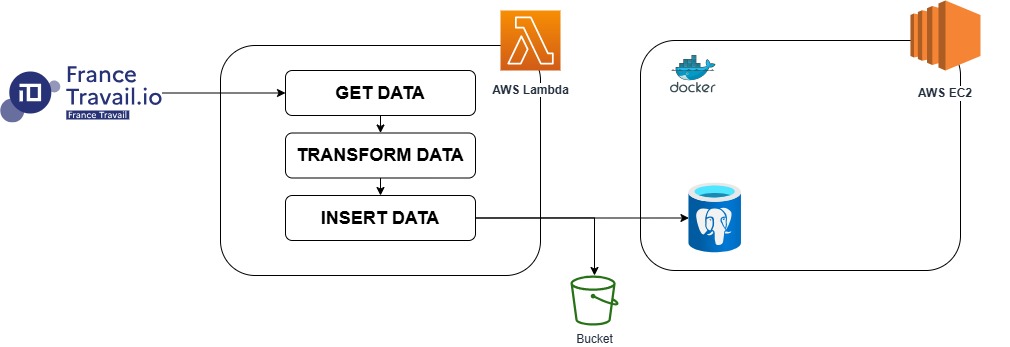 France
Travail.io
France Travail
GET DATA
TRANSFORM DATA
INSERT DATA
AWS Lambda
docker
AWS EC2
Bucket